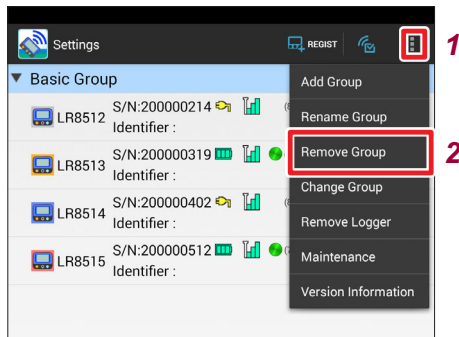 Settings
REGIST
1
Basic Group
Add Group
LR8512
S/N:200000214
Identifier :
Rename Group
LR8513
S/N:200000319
Identifier :
Remove Group
2
Change Group
LR8514
S/N:200000402
Identifier :
Remove Logger
LR8515
S/N:200000512
Identifier :
Maintenance
Version Information